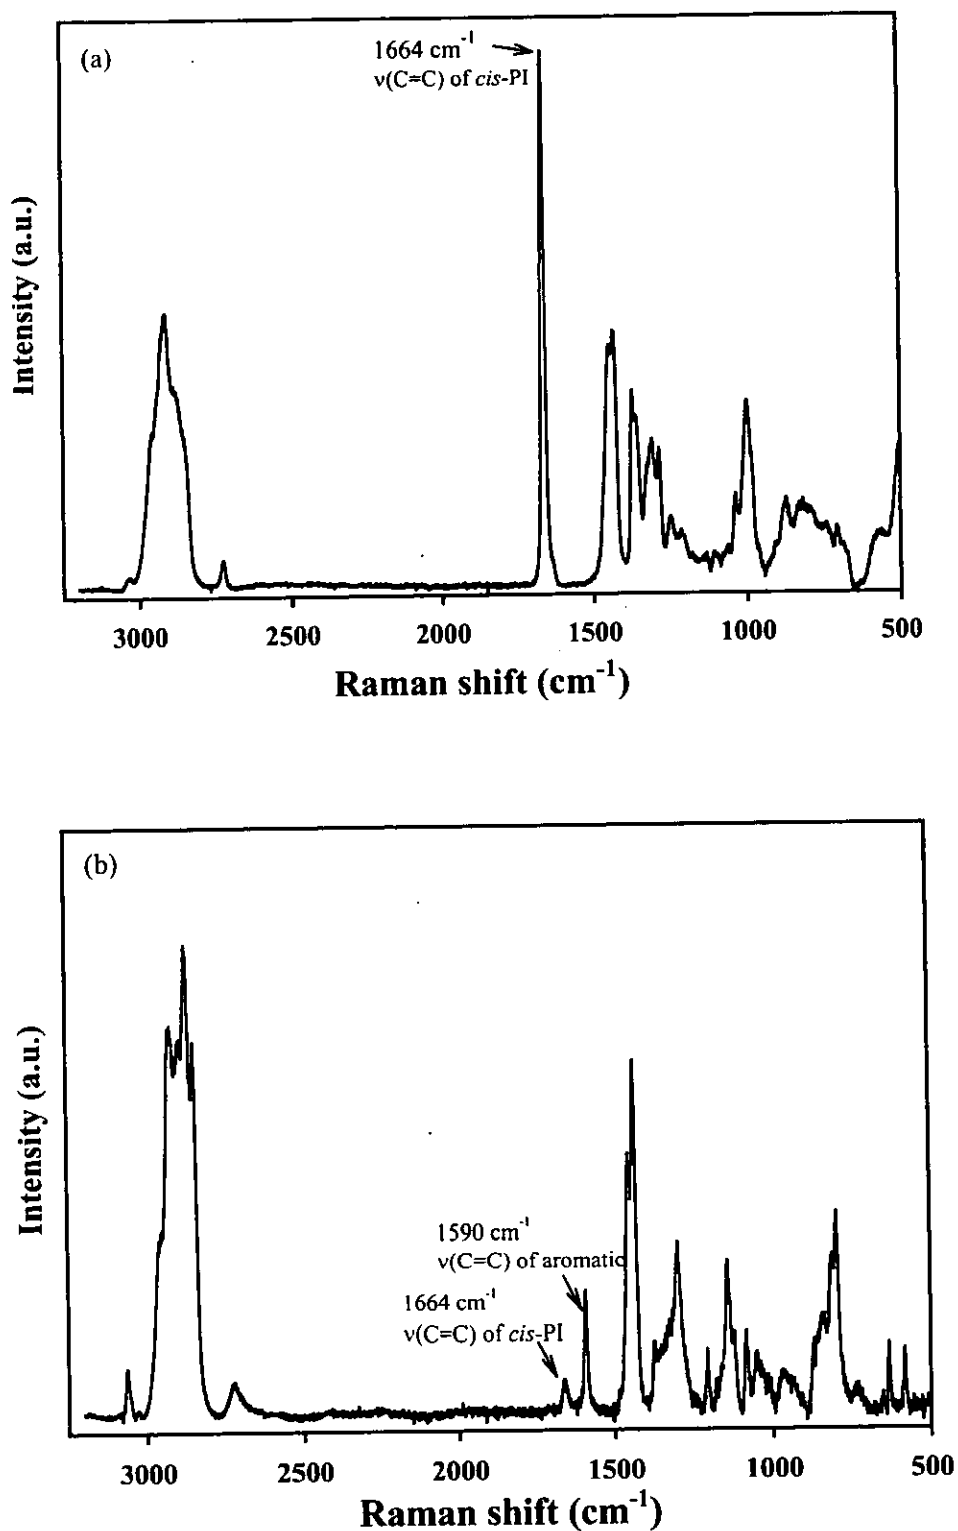 (a)
1664 cm⁻¹
ν(C=C) of cis-PI
Intensity (a.u.)
3000 2500 2000 1500 1000 500
Raman shift (cm⁻¹)
(b)
1590 cm⁻¹
ν(C=C) of aromatic
1664 cm⁻¹
ν(C=C) of cis-PI
Intensity (a.u.)
3000 2500 2000 1500 1000 500
Raman shift (cm⁻¹)